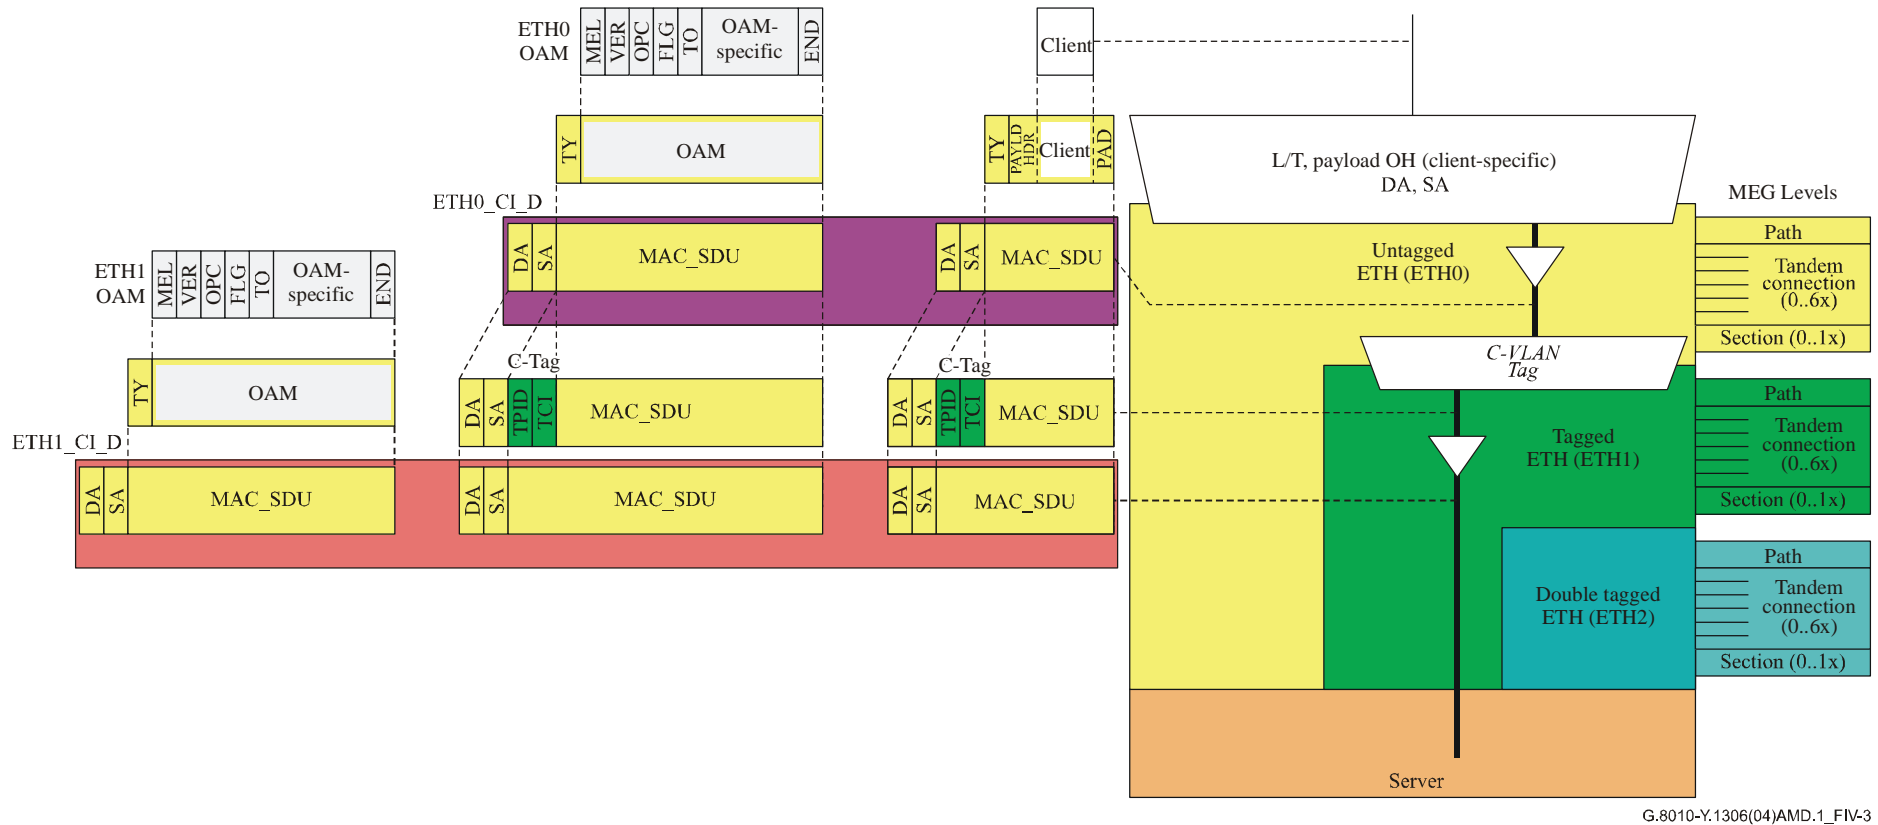 ETH0
OAM
MEL
VER
OPC
FLG
TO
OAM-
specific
END
Client
TY
OAM
TY
PAYLD
HDR
Client
PAD
L/T, payload OH (client-specific)
DA, SA
MEG Levels
ETH0_CI_D
DA
SA
MAC_SDU
DA
SA
MAC_SDU
Untagged
ETH (ETH0)
Path
Tandem
connection
(0..6x)
Section (0..1x)
ETH1
OAM
MEL
VER
OPC
FLG
TO
OAM-
specific
END
C-Tag
C-Tag
C-VLAN
Tag
TY
OAM
DA
SA
TPID
TCI
MAC_SDU
DA
SA
TPID
TCI
MAC_SDU
Path
Tandem
connection
(0..6x)
Section (0..1x)
Tagged
ETH (ETH1)
ETH1_CI_D
DA
SA
MAC_SDU
DA
SA
MAC_SDU
DA
SA
MAC_SDU
Double tagged
ETH (ETH2)
Path
Tandem
connection
(0..6x)
Section (0..1x)
Server
G.8010-Y.1306(04)AMD.1_FIV-3